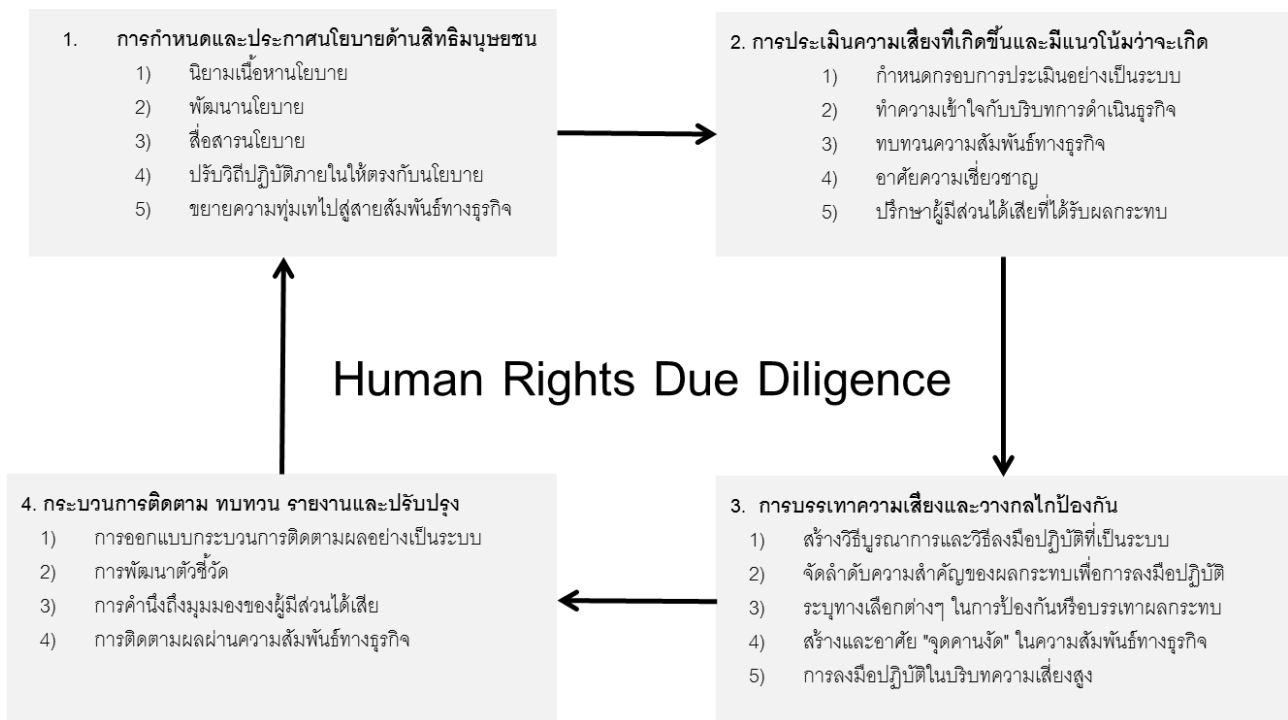 1. การกำหนดและประกาศนโยบายด้านสิทธิมนุษยชน
1) นิยามเนื้อหานโยบาย
2) พัฒนานโยบาย
3) สื่อสารนโยบาย
4) ปรับวิถีปฏิบัติภายในให้ตรงกับนโยบาย
5) ขยายความทุ่มเทไปสู่สายสัมพันธ์ทางธุรกิจ
2. การประเมินความเสี่ยงที่เกิดขึ้นและมีแนวโน้มว่าจะเกิด
1) กำหนดกรอบการประเมินอย่างเป็นระบบ
2) ทำความเข้าใจกับบริบทการดำเนินธุรกิจ
3) ทบทวนความสัมพันธ์ทางธุรกิจ
4) อาศัยความเชี่ยวชาญ
5) ปรึกษาผู้มีส่วนได้เสียที่ได้รับผลกระทบ
Human Rights Due Diligence
4. กระบวนการติดตาม ทบทวน รายงานและปรับปรุง
1) การออกแบบกระบวนการติดตามผลอย่างเป็นระบบ
2) การพัฒนาตัวชี้วัด
3) การคำนึงถึงมุมมองของผู้มีส่วนได้เสีย
4) การติดตามผลผ่านความสัมพันธ์ทางธุรกิจ
3. การบรรเทาความเสี่ยงและวางกลไกป้องกัน
1) สร้างวิธีบูรณาการและวิธีลงมือปฏิบัติที่เป็นระบบ
2) จัดลำดับความสำคัญของผลกระทบเพื่อการลงมือปฏิบัติ
3) ระบุทางเลือกต่างๆ ในการป้องกันหรือบรรเทาผลกระทบ
4) สร้างและอาศัย "จุดคานงัด" ในความสัมพันธ์ทางธุรกิจ
5) การลงมือปฏิบัติในบริบทความเสี่ยงสูง